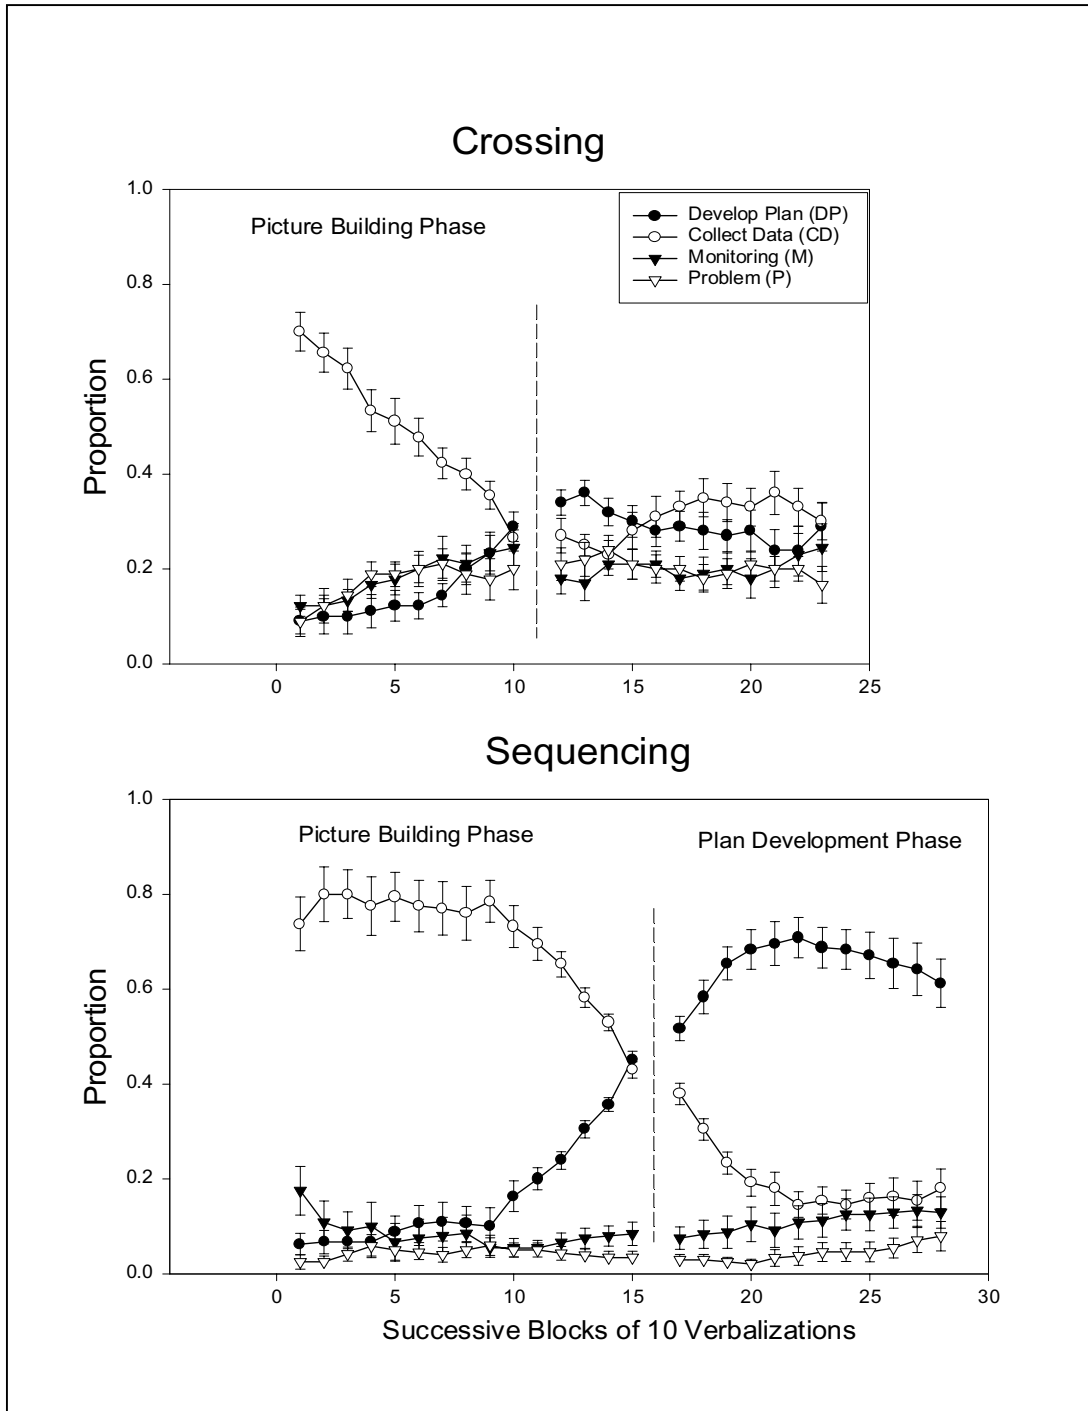 Crossing
1.0
Picture Building Phase
Develop Plan (DP)
Collect Data (CD)
Monitoring (M)
Problem (P)
0.8
0.6
0.4
0.2
0.0
Proportion
0 5 10 15 20 25
Sequencing
1.0
Picture Building Phase
Plan Development Phase
0.8
0.6
0.4
0.2
0.0
Proportion
0 5 10 15 20 25 30
Successive Blocks of 10 Verbalizations